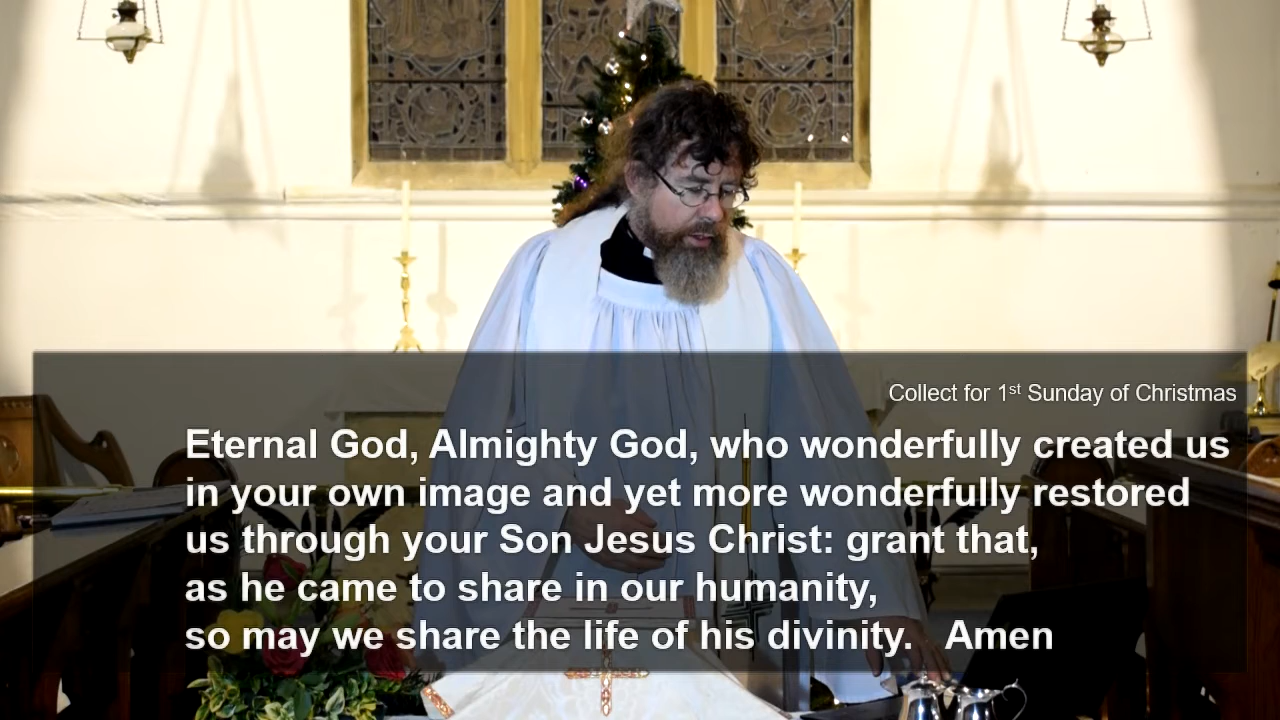 Collect for 1st Sunday of Christmas
Eternal God, Almighty God, who wonderfully created us
in your own image and yet more wonderfully restored
us through your Son Jesus Christ: grant that,
as he came to share in our humanity,
so may we share the life of his divinity.   Amen